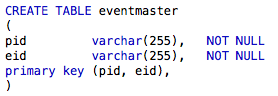 CREATE TABLE eventmaster
(
pid varchar(255), NOT NULL
eid varchar(255), NOT NULL
primary key (pid, eid),
)